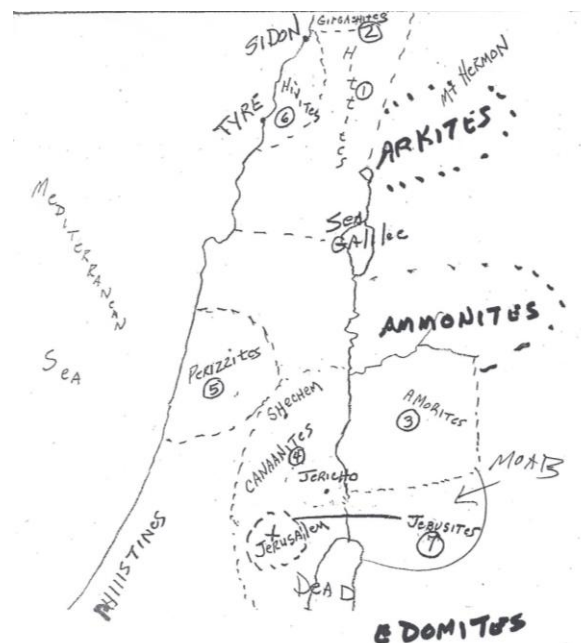 GIRGASHITES
2
SIDON
Hittites
1
Mt HERMON
Hivites
6
TYRE
ARKITES
MEDITERRANEAN
SeA
SeA
GAlilee
AMMONITES
PERIZZITES
5
SHECHEM
AMORITES
3
CANAANITES
4
MOAB
JERICHO
JERUSAlEM
JEBUSITES
7
PHILISTINES
DEAD
EDOMITES